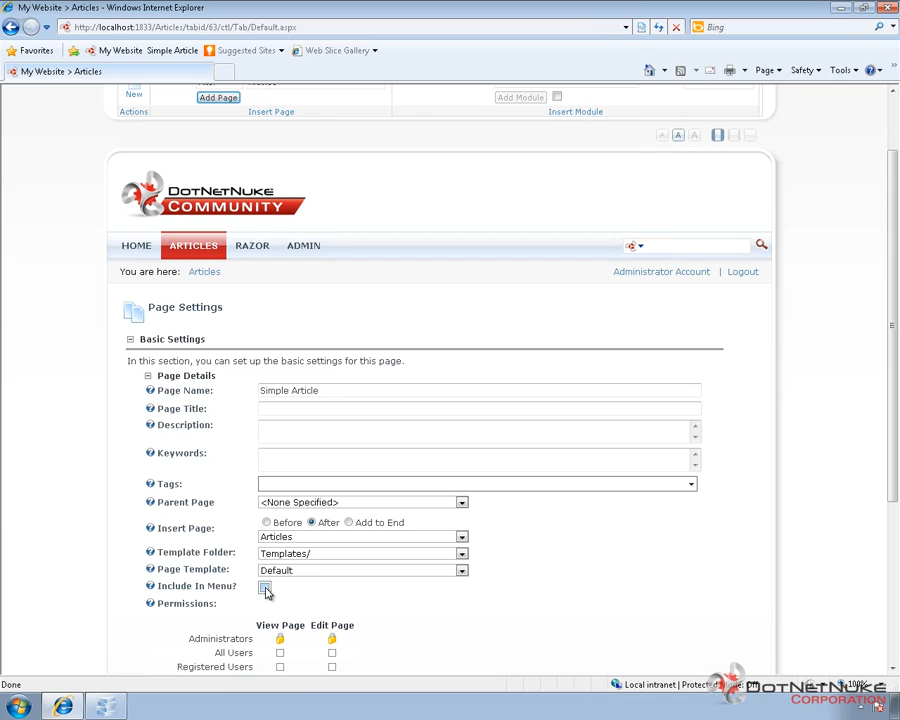 My Website > Articles - Windows Internet Explorer
http://localhost:1833/Articles/tabid/63/ctl/Tab/Default.aspx
Bing
Favorites My Website Simple Article Suggested Sites Web Slice Gallery
My Website > Articles
Page Safety Tools
New Add Page Add Module
Actions Insert Page Insert Module
A A A
DOTNETNUKE
COMMUNITY
HOME ARTICLES RAZOR ADMIN
You are here: Articles Administrator Account | Logout
Page Settings
Basic Settings
In this section, you can set up the basic settings for this page.
Page Details
Page Name: Simple Article
Page Title:
Description:
Keywords:
Tags:
Parent Page <None Specified>
Insert Page: Before After Add to End
Articles
Template Folder: Templates/
Page Template: Default
Include In Menu?
Permissions:
View Page Edit Page
Administrators
All Users
Registered Users
Done Local intranet | Protected Mode: Off 100%
DOTNETNUKE
CORPORATION